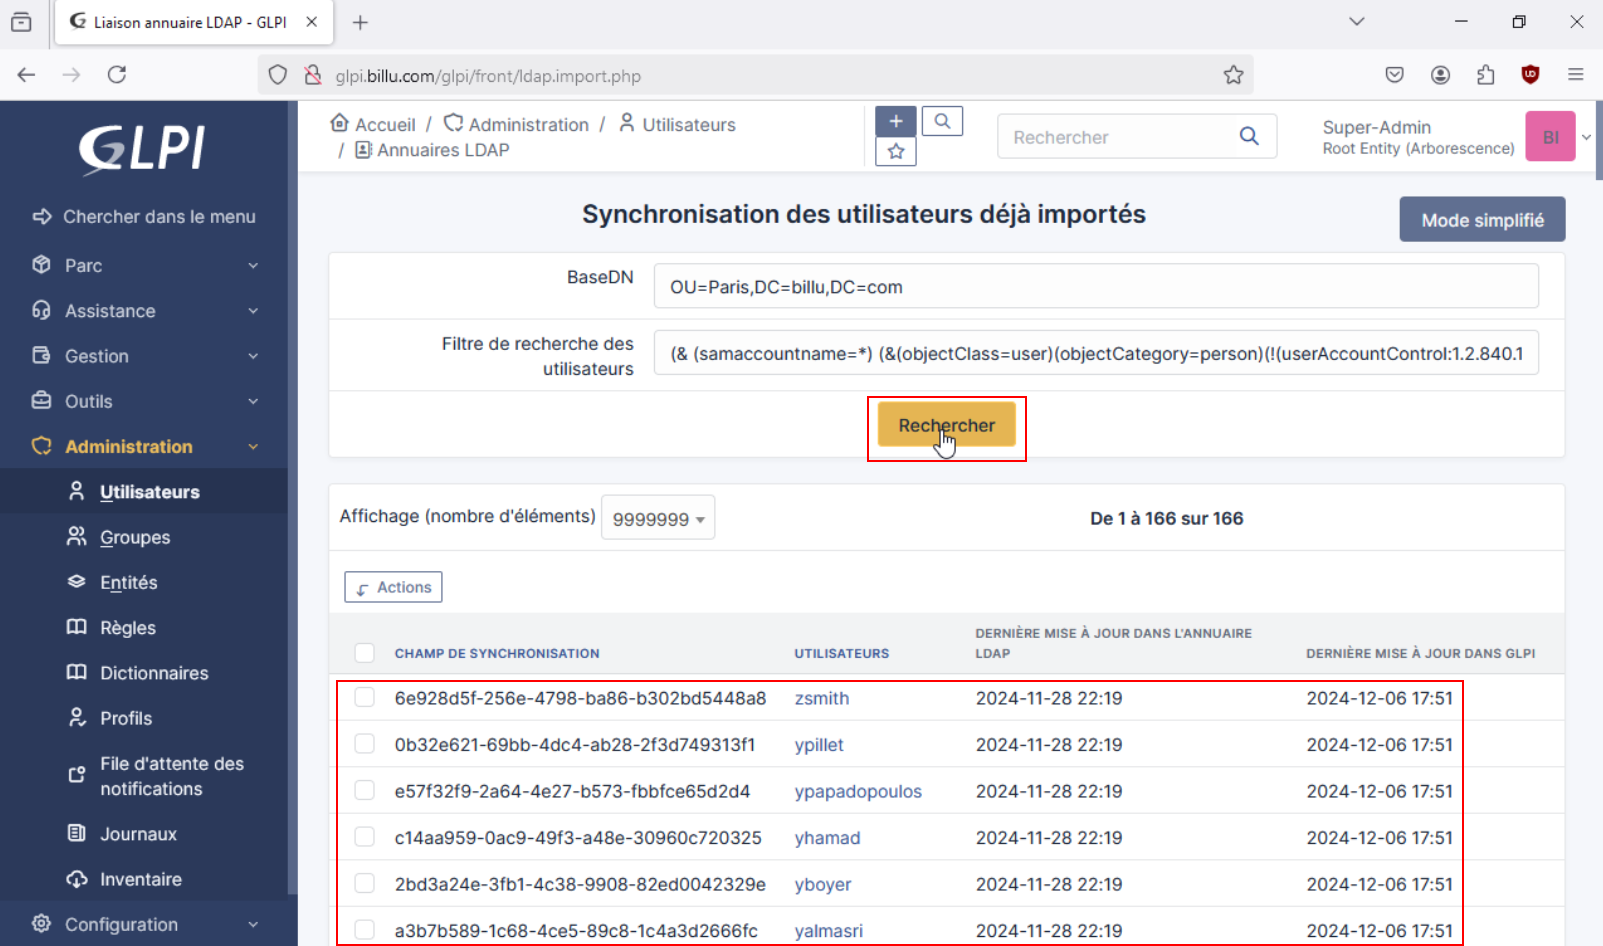 Liaison annuaire LDAP - GLPI
glpi.billu.com/glpi/front/ldap.import.php
GLPI
Chercher dans le menu
Parc
Assistance
Gestion
Outils
Administration
Utilisateurs
Groupes
Entités
Règles
Dictionnaires
Profils
File d'attente des
notifications
Journaux
Inventaire
Configuration
Accueil / Administration / Utilisateurs
/ Annuaires LDAP
Rechercher
Super-Admin
Root Entity (Arborescence)
BI
Synchronisation des utilisateurs déjà importés
Mode simplifié
BaseDN
OU=Paris,DC=billu,DC=com
Filtre de recherche des
utilisateurs
(& (samaccountname=*) (&(objectClass=user)(objectCategory=person)(!(userAccountControl:1.2.840.1
Rechercher
Affichage (nombre d'éléments) 9999999
De 1 à 166 sur 166
Actions
CHAMP DE SYNCHRONISATION
UTILISATEURS
DERNIÈRE MISE À JOUR DANS L'ANNUAIRE
LDAP
DERNIÈRE MISE À JOUR DANS GLPI
6e928d5f-256e-4798-ba86-b302bd5448a8 zsmith 2024-11-28 22:19 2024-12-06 17:51
0b32e621-69bb-4dc4-ab28-2f3d749313f1 ypillet 2024-11-28 22:19 2024-12-06 17:51
e57f32f9-2a64-4e27-b573-fbbfce65d2d4 ypapadopoulos 2024-11-28 22:19 2024-12-06 17:51
c14aa959-0ac9-49f3-a48e-30960c720325 yhamad 2024-11-28 22:19 2024-12-06 17:51
2bd3a24e-3fb1-4c38-9908-82ed0042329e yboyer 2024-11-28 22:19 2024-12-06 17:51
a3b7b589-1c68-4ce5-89c8-1c4a3d2666fc yalmasri 2024-11-28 22:19 2024-12-06 17:51